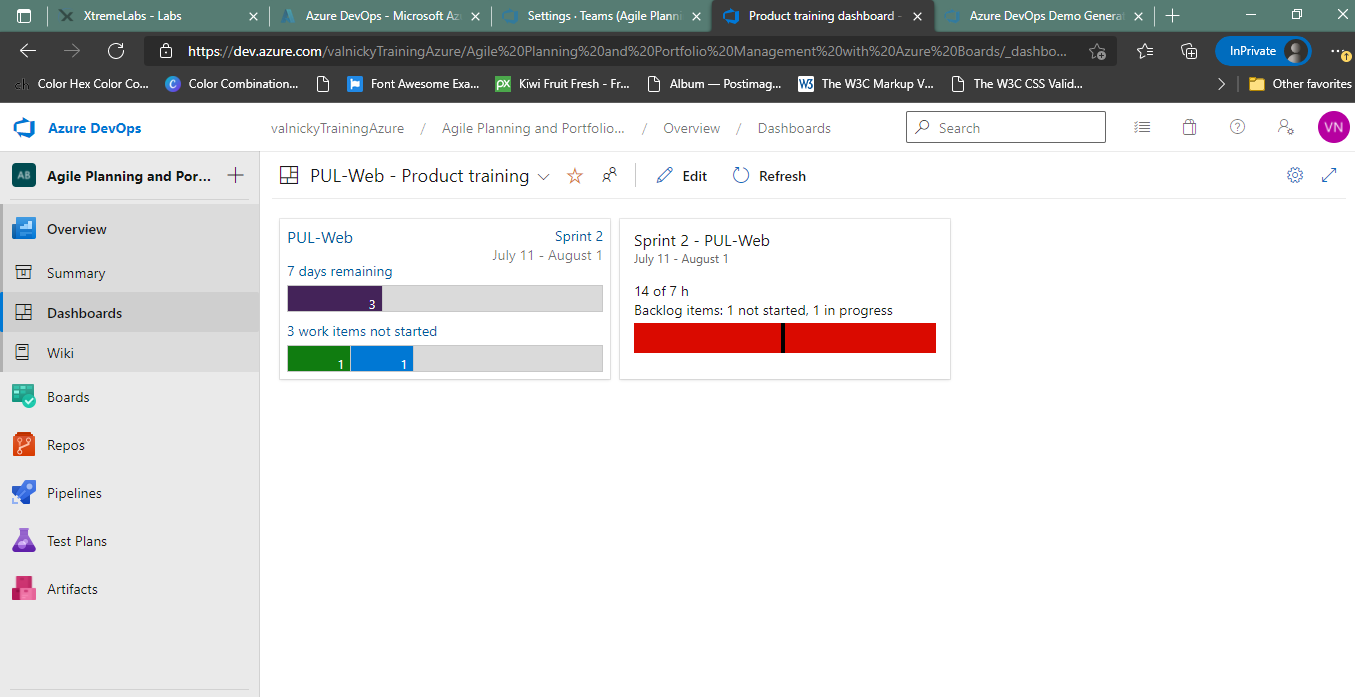 XtremeLabs - Labs
Azure DevOps - Microsoft Az
Settings · Teams (Agile Planni
Product training dashboard -
Azure DevOps Demo Generat
https://dev.azure.com/valnickyTrainingAzure/Agile%20Planning%20and%20Portfolio%20Management%20with%20Azure%20Boards/_dashbo...
InPrivate
Color Hex Color Co...
Color Combination...
Font Awesome Exa...
px
Kiwi Fruit Fresh - Fr...
Album — Postimag...
W3
The W3C Markup V...
The W3C CSS Valid...
Other favorites
Azure DevOps
valnickyTrainingAzure / Agile Planning and Portfolio... / Overview / Dashboards
Search
VN
AB
Agile Planning and Por...
PUL-Web - Product training
Edit
Refresh
Overview
Summary
Dashboards
Wiki
Boards
Repos
Pipelines
Test Plans
Artifacts
PUL-Web
Sprint 2
July 11 - August 1
7 days remaining
3
3 work items not started
1
1
Sprint 2 - PUL-Web
July 11 - August 1
14 of 7 h
Backlog items: 1 not started, 1 in progress